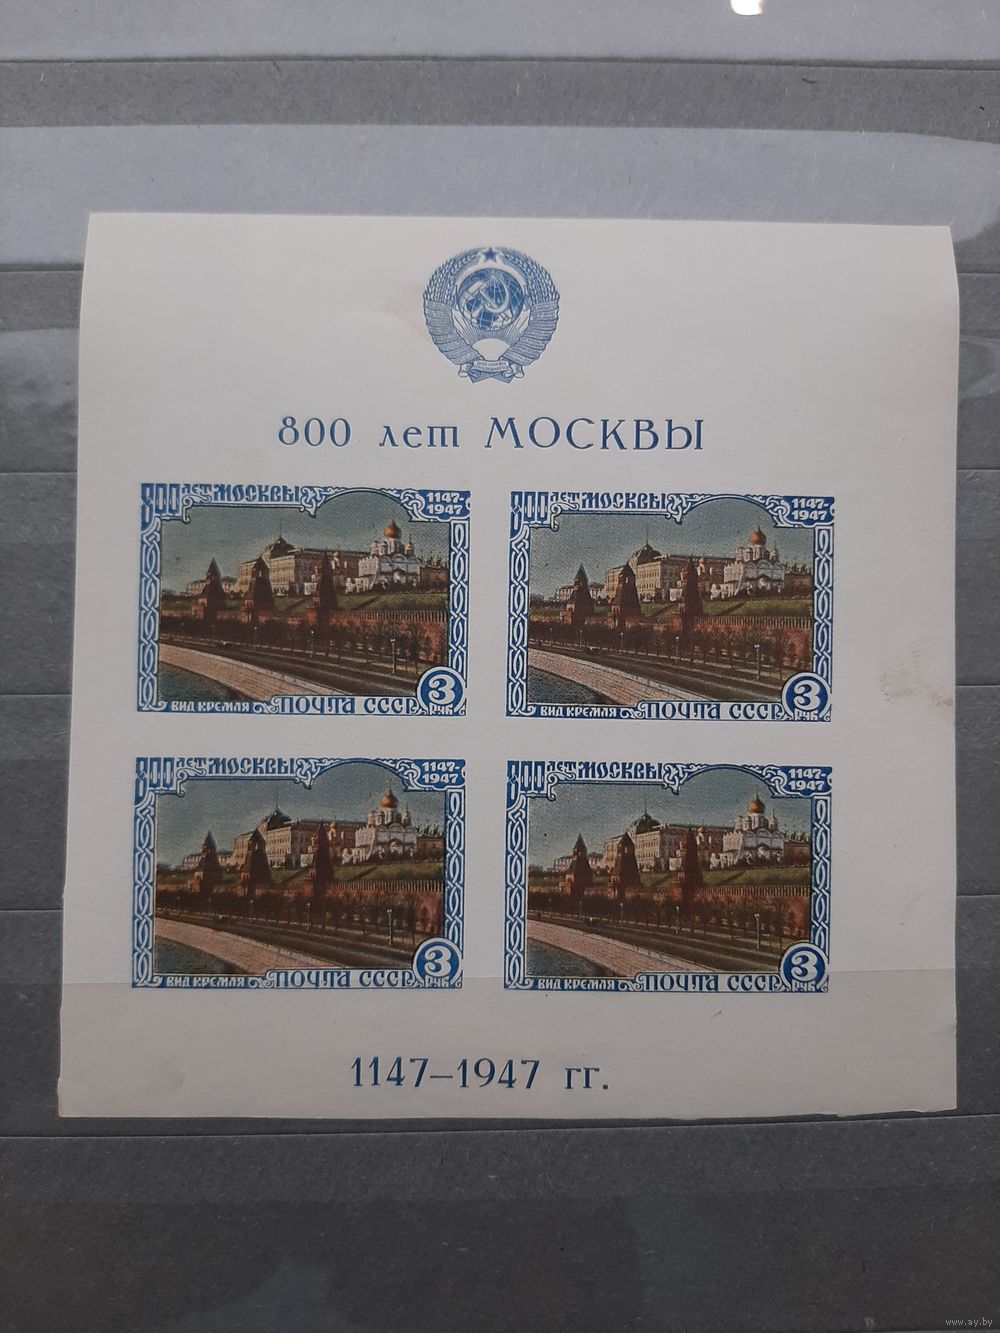 800 лет МОСКВЫ
800 ЛЕТ МОСКВЫ 1147-1947
ВИД КРЕМЛЯ ПОЧТА СССР 3 РУБ
800 ЛЕТ МОСКВЫ 1147-1947
ВИД КРЕМЛЯ ПОЧТА СССР 3 РУБ
800 ЛЕТ МОСКВЫ 1147-1947
ВИД КРЕМЛЯ ПОЧТА СССР 3 РУБ
800 ЛЕТ МОСКВЫ 1147-1947
ВИД КРЕМЛЯ ПОЧТА СССР 3 РУБ
1147–1947 гг.
www.ay.by